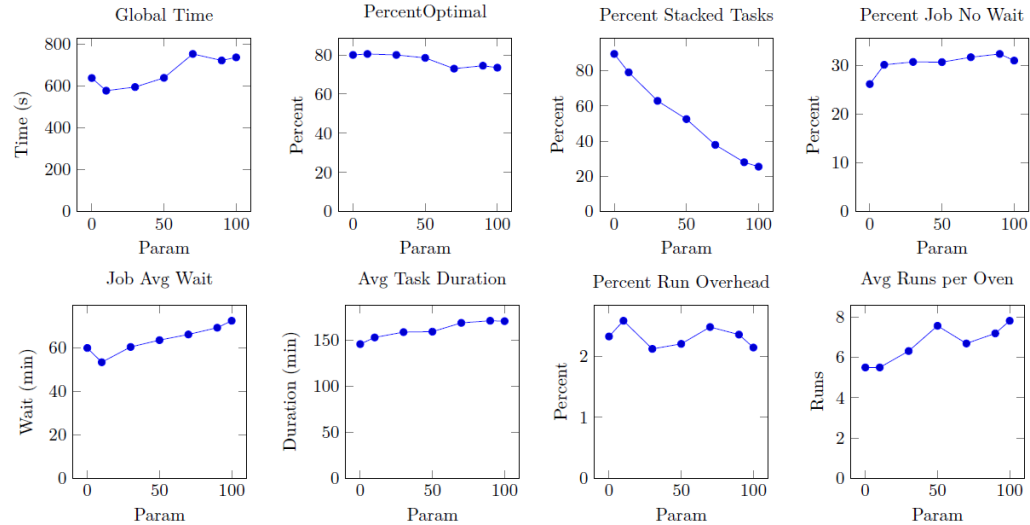 Global Time
800
600
400
200
0
Time (s)
0 50 100
Param
PercentOptimal
80
60
40
20
0
Percent
0 50 100
Param
Percent Stacked Tasks
80
60
40
20
0
Percent
0 50 100
Param
Percent Job No Wait
30
20
10
0
Percent
0 50 100
Param
Job Avg Wait
60
40
20
0
Wait (min)
0 50 100
Param
Avg Task Duration
150
100
50
0
Duration (min)
0 50 100
Param
Percent Run Overhead
2
1
0
Percent
0 50 100
Param
Avg Runs per Oven
8
6
4
2
0
Runs
0 50 100
Param